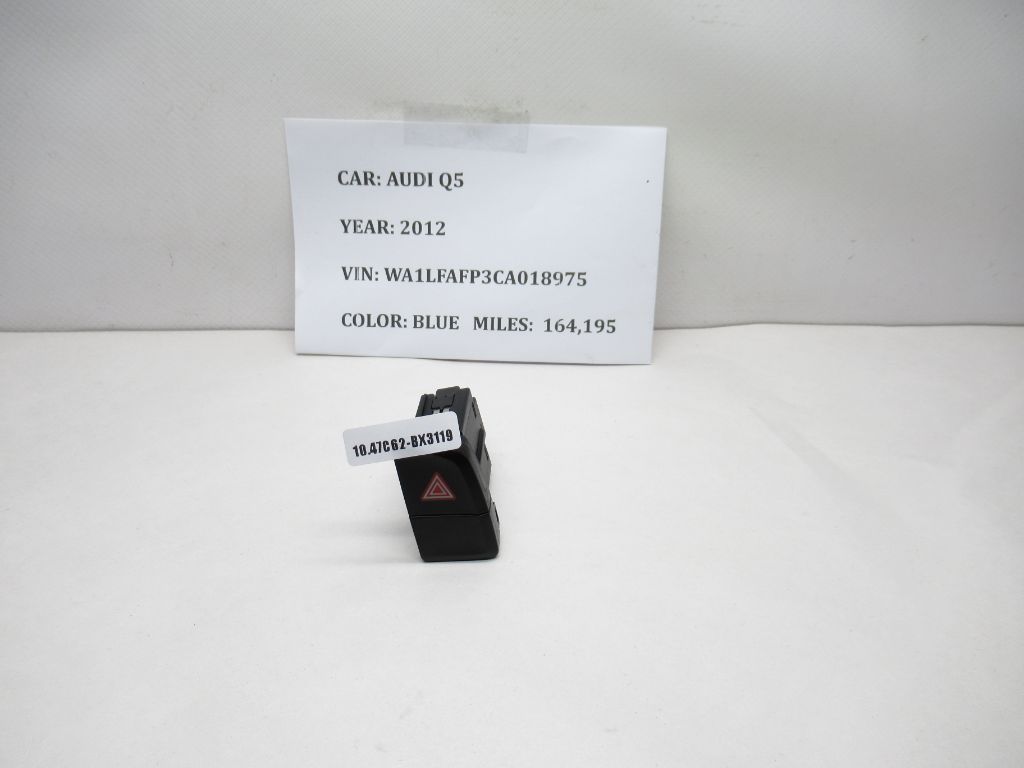 CAR: AUDI Q5
YEAR: 2012
VIN: WA1LFAFP3CA018975
COLOR: BLUE MILES: 164,195
10.47C62-BX3119